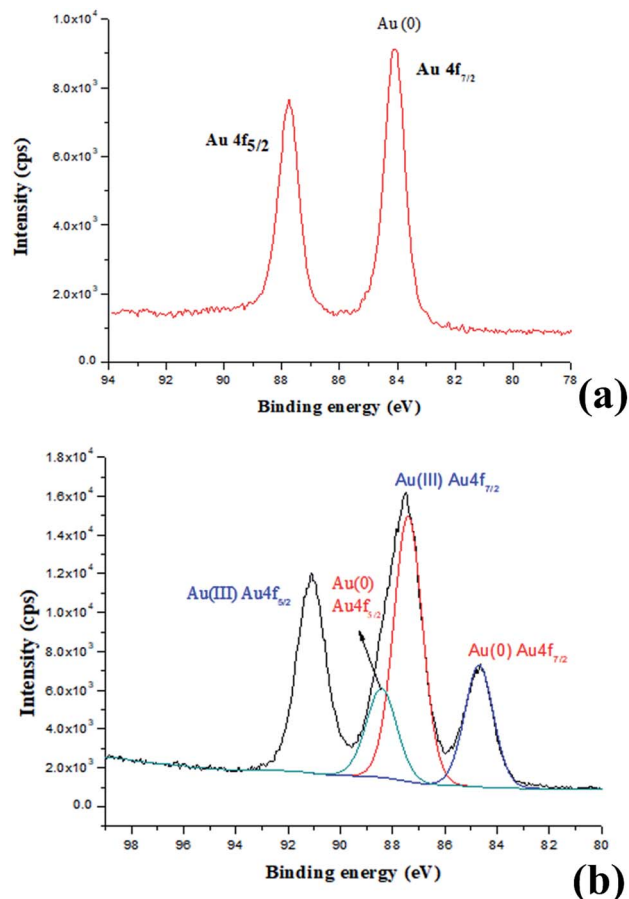 Au (0)
Au 4f7/2
Au 4f5/2
1.0x10⁴
8.0x10³
6.0x10³
4.0x10³
2.0x10³
0.0
Intensity (cps)
94 92 90 88 86 84 82 80 78
Binding energy (eV)
(a)
Au(III) Au4f7/2
Au(III) Au4f5/2
Au(0)
Au4f5/2
Au(0) Au4f7/2
1.8x10⁴
1.6x10⁴
1.4x10⁴
1.2x10⁴
1.0x10⁴
8.0x10³
6.0x10³
4.0x10³
2.0x10³
0.0
Intensity (cps)
98 96 94 92 90 88 86 84 82 80
Binding energy (eV)
(b)